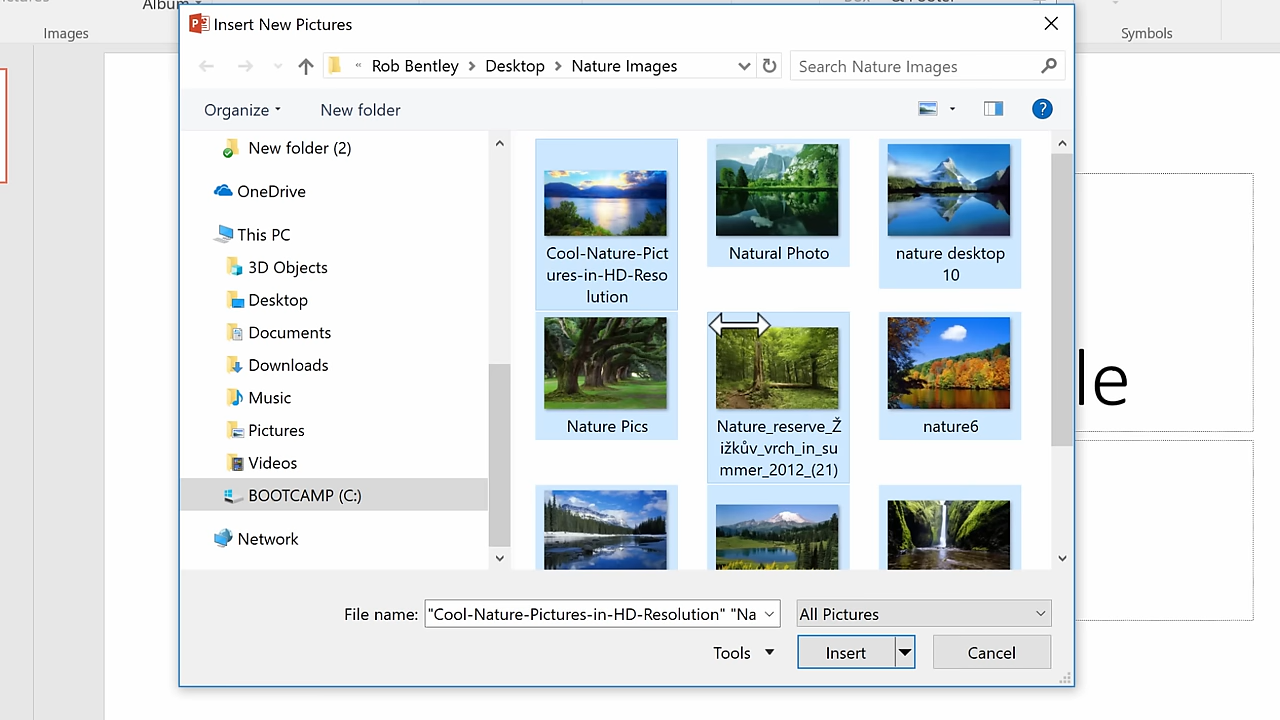 Album
Images
Symbols
Insert New Pictures
« Rob Bentley > Desktop > Nature Images
Search Nature Images
Organize
New folder
?
New folder (2)
OneDrive
This PC
3D Objects
Desktop
Documents
Downloads
Music
Pictures
Videos
BOOTCAMP (C:)
Network
Cool-Nature-Pict
ures-in-HD-Reso
lution
Natural Photo
nature desktop
10
Nature Pics
Nature_reserve_Ž
ižkův_vrch_in_su
mmer_2012_(21)
nature6
le
File name:
"Cool-Nature-Pictures-in-HD-Resolution" "Na
All Pictures
Tools
Insert
Cancel